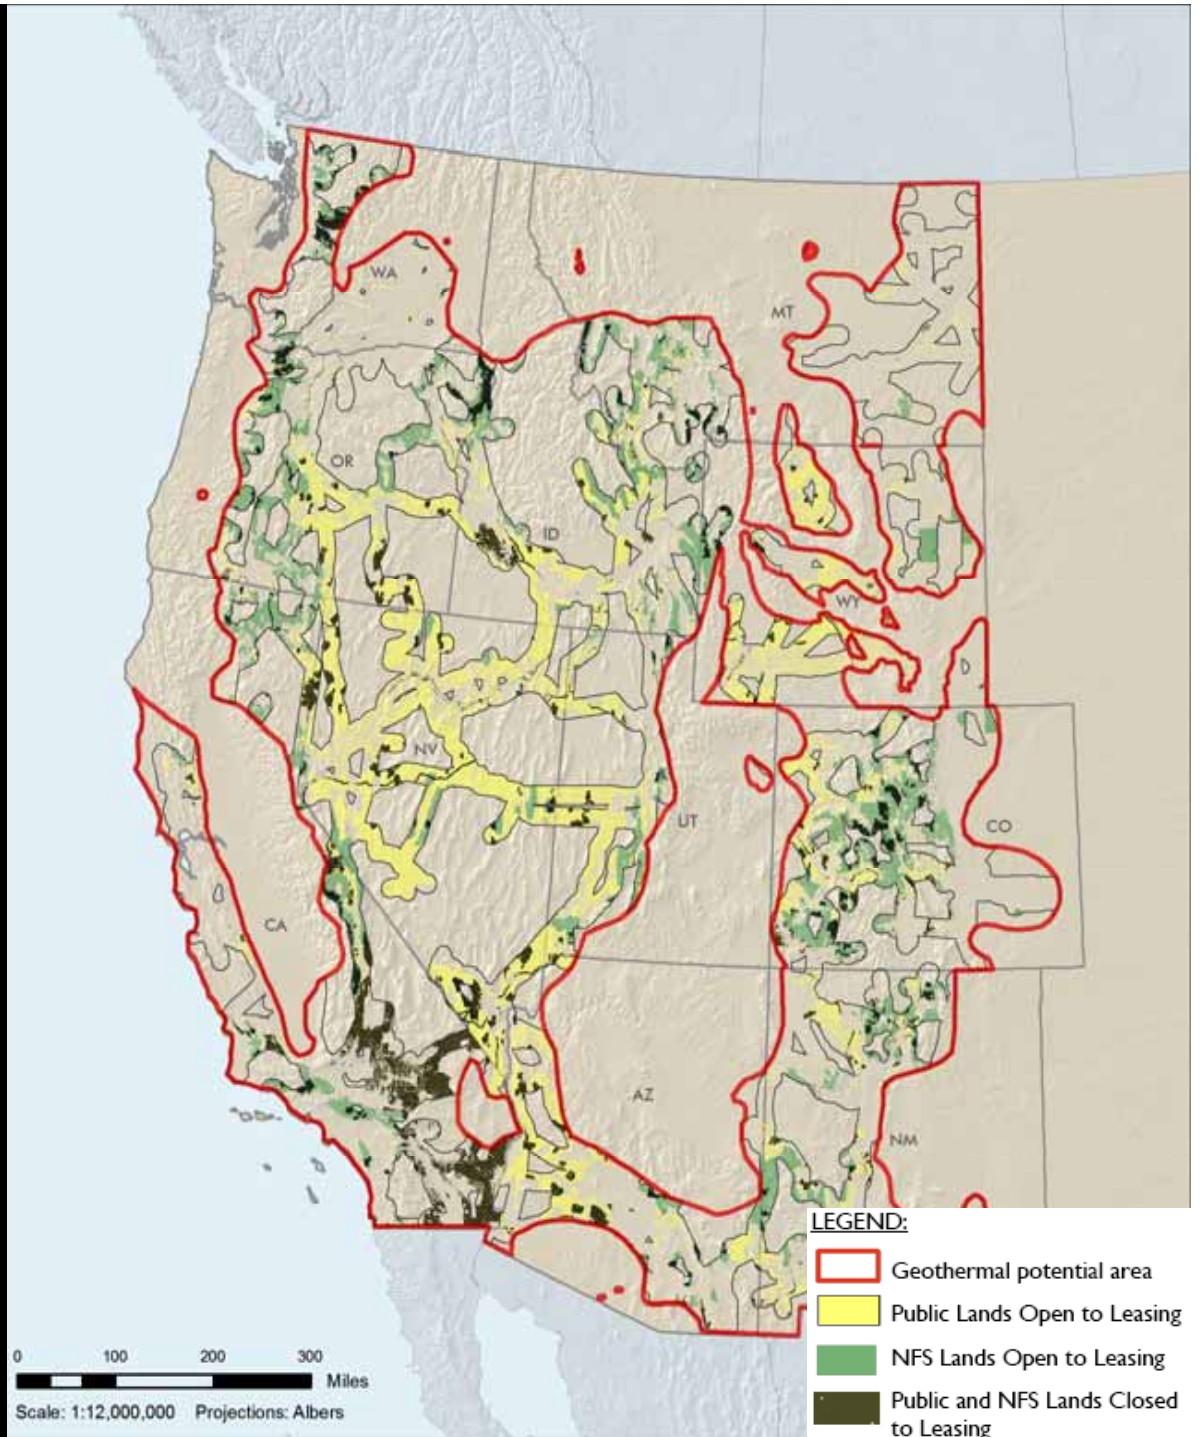 WA
MT
OR
ID
WY
NV
UT
CO
CA
AZ
NM
LEGEND:
Geothermal potential area
Public Lands Open to Leasing
NFS Lands Open to Leasing
Public and NFS Lands Closed
to Leasing
0 100 200 300
Miles
Scale: 1:12,000,000 Projections: Albers